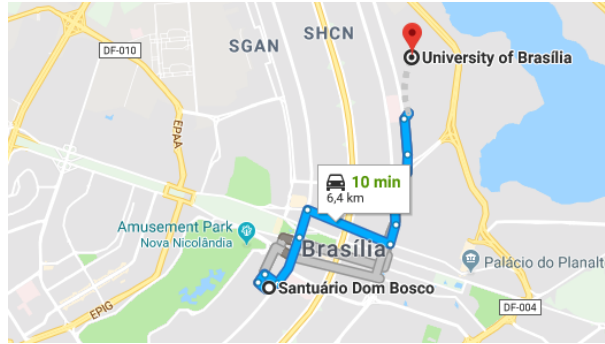 DF-010
SHCN
SGAN
University of Brasília
EPAA
10 min
6,4 km
Amusement Park
Nova Nicolândia
Brasília
Palácio do Planalt
Santuário Dom Bosco
EPIG
DF-004